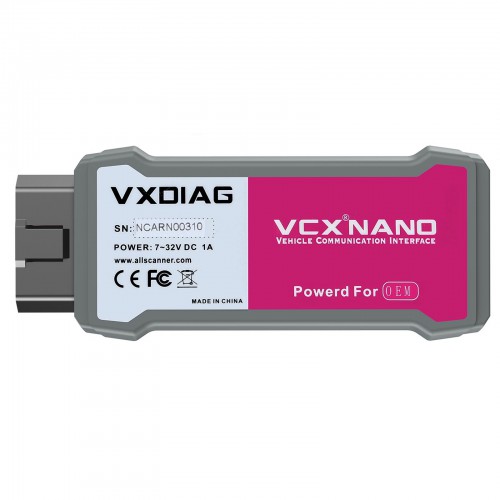 VXDIAG
SN: NCARN00310
POWER: 7~32V DC 1A
www.allscanner.com
CE FC
MADE IN CHINA
VCX®NANO
VEHICLE COMMUNICATION INTERFACE
Powerd For OEM